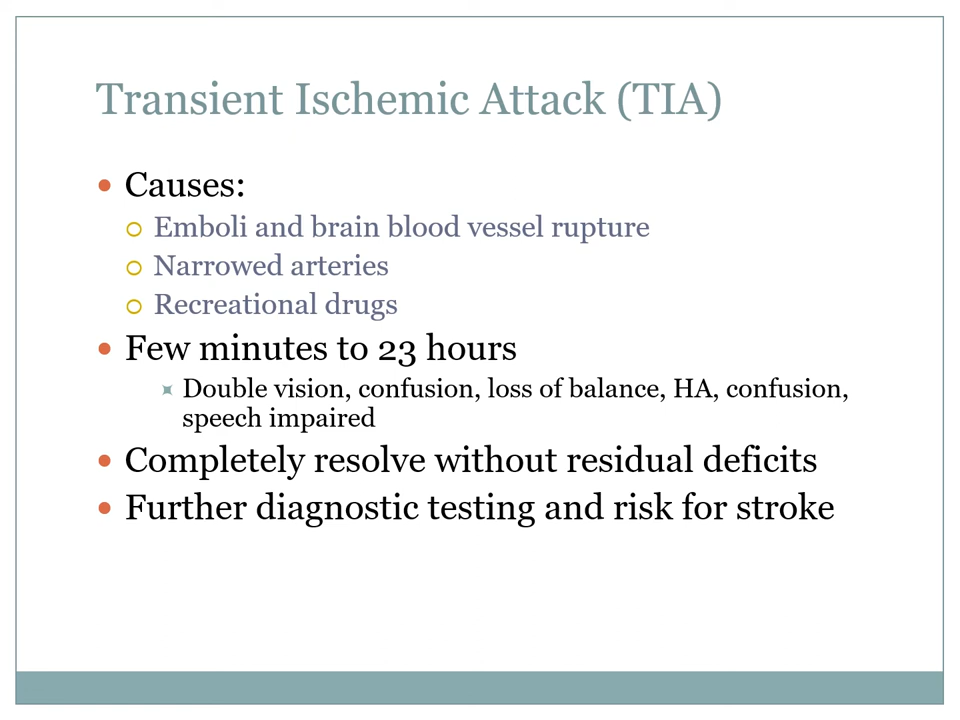 Transient Ischemic Attack (TIA)
Causes:
Emboli and brain blood vessel rupture
Narrowed arteries
Recreational drugs
Few minutes to 23 hours
Double vision, confusion, loss of balance, HA, confusion,
speech impaired
Completely resolve without residual deficits
Further diagnostic testing and risk for stroke